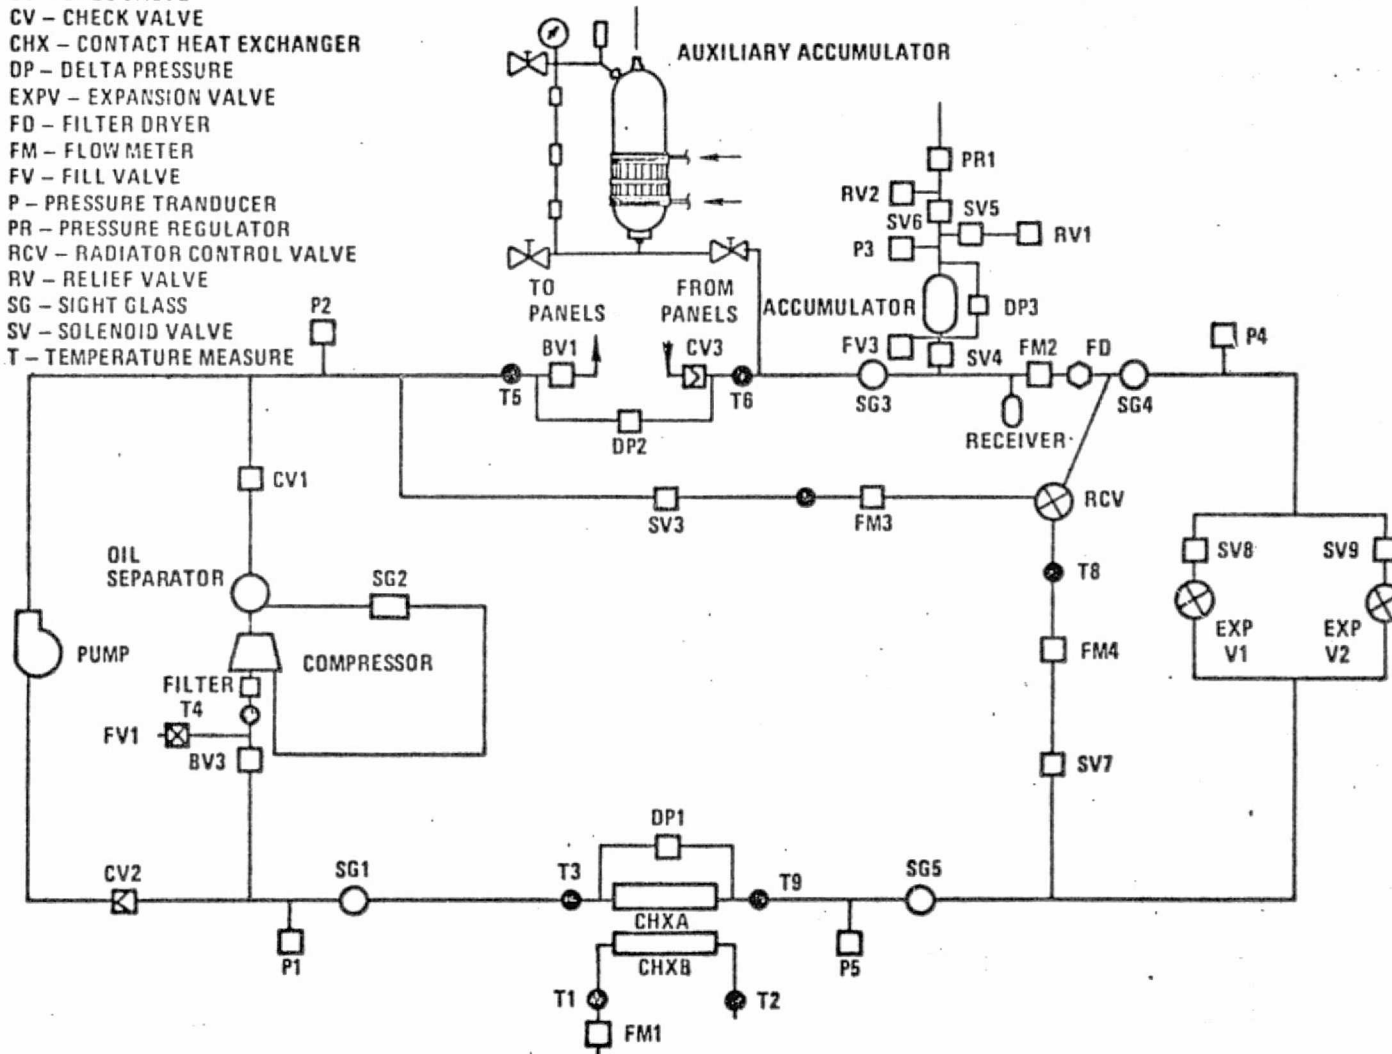 CV – CHECK VALVE
CHX – CONTACT HEAT EXCHANGER
DP – DELTA PRESSURE
EXPV – EXPANSION VALVE
FD – FILTER DRYER
FM – FLOW METER
FV – FILL VALVE
P – PRESSURE TRANDUCER
PR – PRESSURE REGULATOR
RCV – RADIATOR CONTROL VALVE
RV – RELIEF VALVE
SG – SIGHT GLASS
SV – SOLENOID VALVE
T – TEMPERATURE MEASURE
AUXILIARY ACCUMULATOR
PR1
RV2
SV6
SV5
RV1
P3
TO
PANELS
FROM
PANELS
ACCUMULATOR
DP3
P2
BV1
CV3
FV3
SV4
FM2
FD
P4
T5
T6
SG3
SG4
DP2
RECEIVER
CV1
SV3
FM3
RCV
OIL
SEPARATOR
SG2
T8
SV8
SV9
PUMP
COMPRESSOR
FM4
EXP
V1
EXP
V2
FILTER
T4
FV1
BV3
SV7
DP1
CV2
SG1
T3
T9
SG5
CHXA
P1
CHXB
P5
T1
T2
FM1